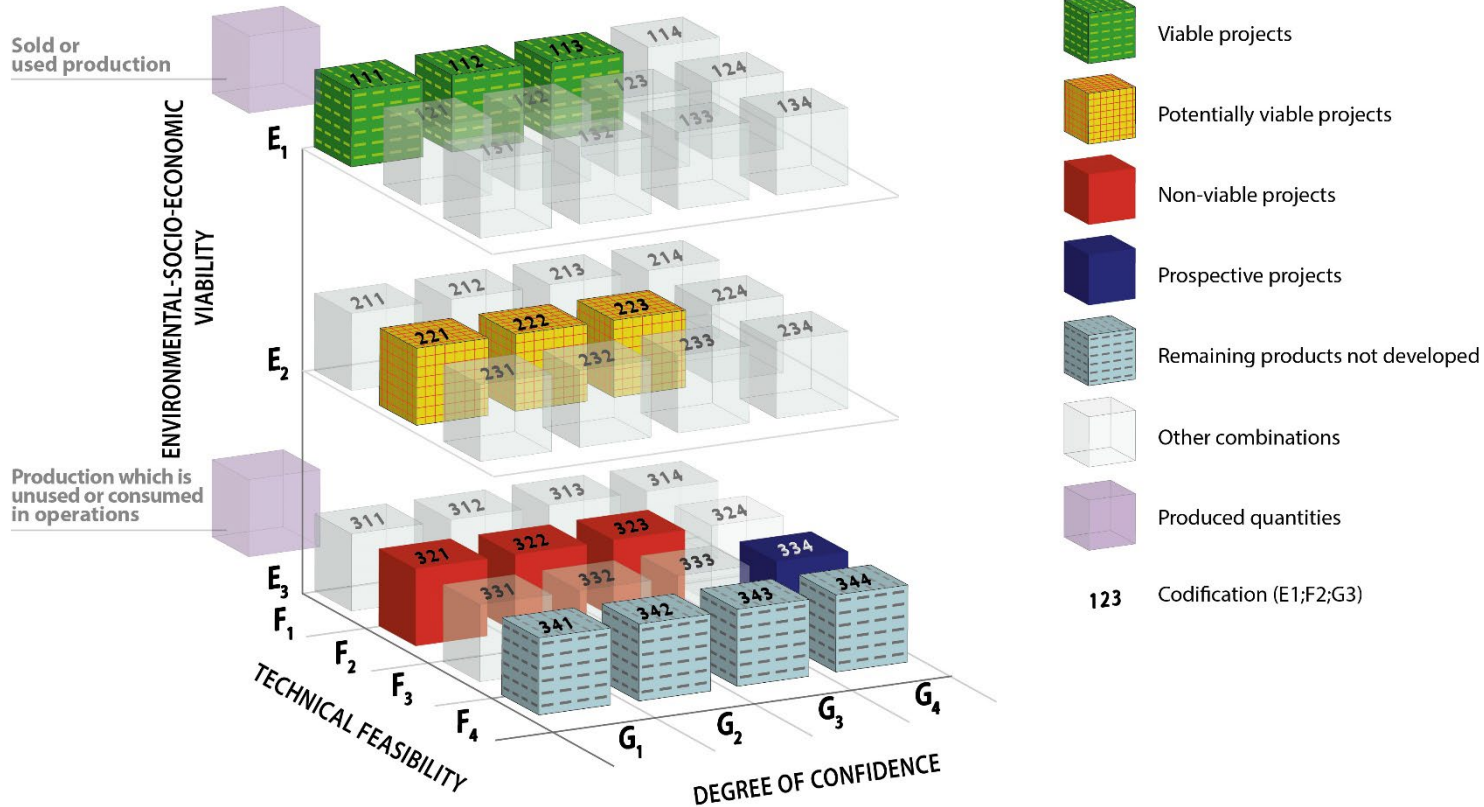 Sold or
used production
ENVIRONMENTAL-SOCIO-ECONOMIC
VIABILITY
E1
111
112
113
114
121
122
123
124
131
132
133
134
E2
211
212
213
214
221
222
223
224
231
232
233
234
Production which is
unused or consumed
in operations
E3
311
312
313
314
321
322
323
324
331
332
333
334
341
342
343
344
F1
F2
F3
F4
TECHNICAL FEASIBILITY
G1
G2
G3
G4
DEGREE OF CONFIDENCE
Viable projects
Potentially viable projects
Non-viable projects
Prospective projects
Remaining products not developed
Other combinations
Produced quantities
123 Codification (E1;F2;G3)